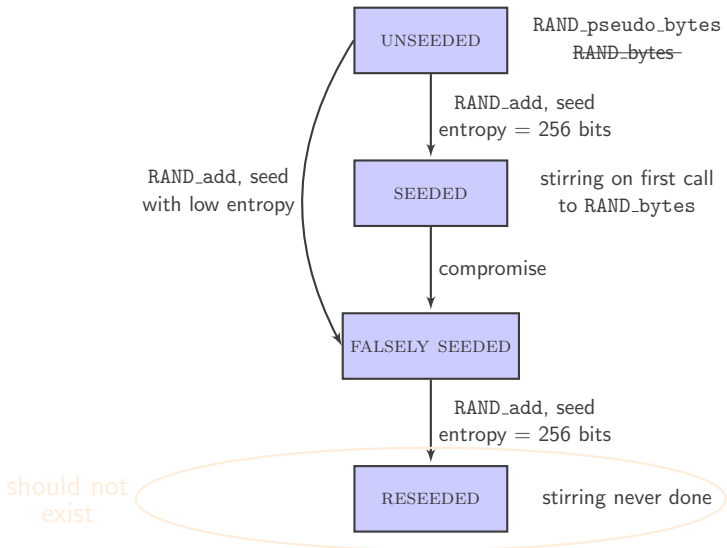 UNSEEDED
RAND_pseudo_bytes
RAND_bytes
RAND_add, seed
entropy = 256 bits
RAND_add, seed
with low entropy
SEEDED
stirring on first call
to RAND_bytes
compromise
FALSELY SEEDED
RAND_add, seed
entropy = 256 bits
should not
exist
RESEEDED
stirring never done